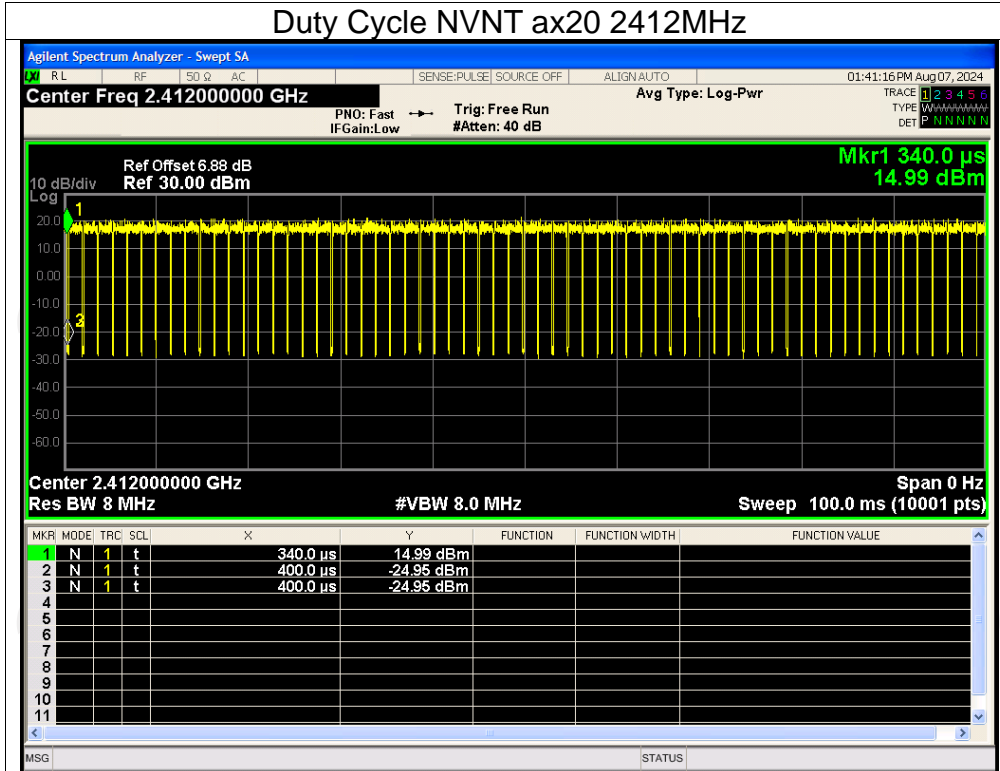 Duty Cycle NVNT ax20 2412MHz
Agilent Spectrum Analyzer - Swept SA
LXI RL RF 50 Ω AC SENSE:PULSE SOURCE OFF ALIGN AUTO 01:41:16 PM Aug 07, 2024
Center Freq 2.412000000 GHz Avg Type: Log-Pwr TRACE 1 2 3 4 5 6
PNO: Fast Trig: Free Run TYPE WWWWWW
IFGain:Low #Atten: 40 dB DET P N N N N N
Mkr1 340.0 µs
Ref Offset 6.88 dB
10 dB/div Ref 30.00 dBm 14.99 dBm
Log
1
20.0
10.0
0.00
-10.0
3
-20.0
-30.0
-40.0
-50.0
-60.0
Center 2.412000000 GHz Span 0 Hz
Res BW 8 MHz #VBW 8.0 MHz Sweep 100.0 ms (10001 pts)
MKR MODE TRC SCL X Y FUNCTION FUNCTION WIDTH FUNCTION VALUE
1 N 1 t 340.0 µs 14.99 dBm
2 N 1 t 400.0 µs -24.95 dBm
3 N 1 t 400.0 µs -24.95 dBm
4
5
6
7
8
9
10
11
MSG STATUS